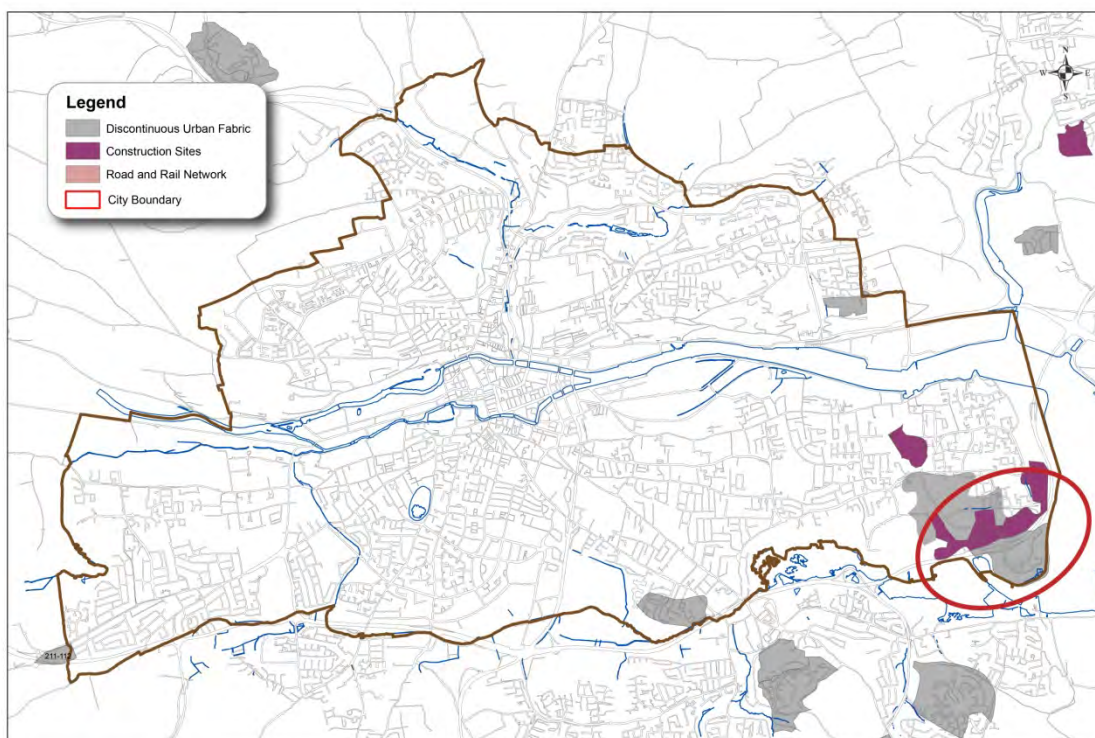 N
W E
S
Legend
Discontinuous Urban Fabric
Construction Sites
Road and Rail Network
City Boundary
211-112